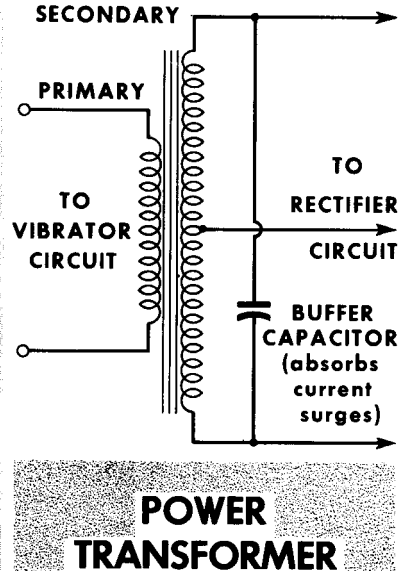 SECONDARY
PRIMARY
TO
VIBRATOR
CIRCUIT
TO
RECTIFIER
CIRCUIT
BUFFER
CAPACITOR
(absorbs
current
surges)
POWER
TRANSFORMER